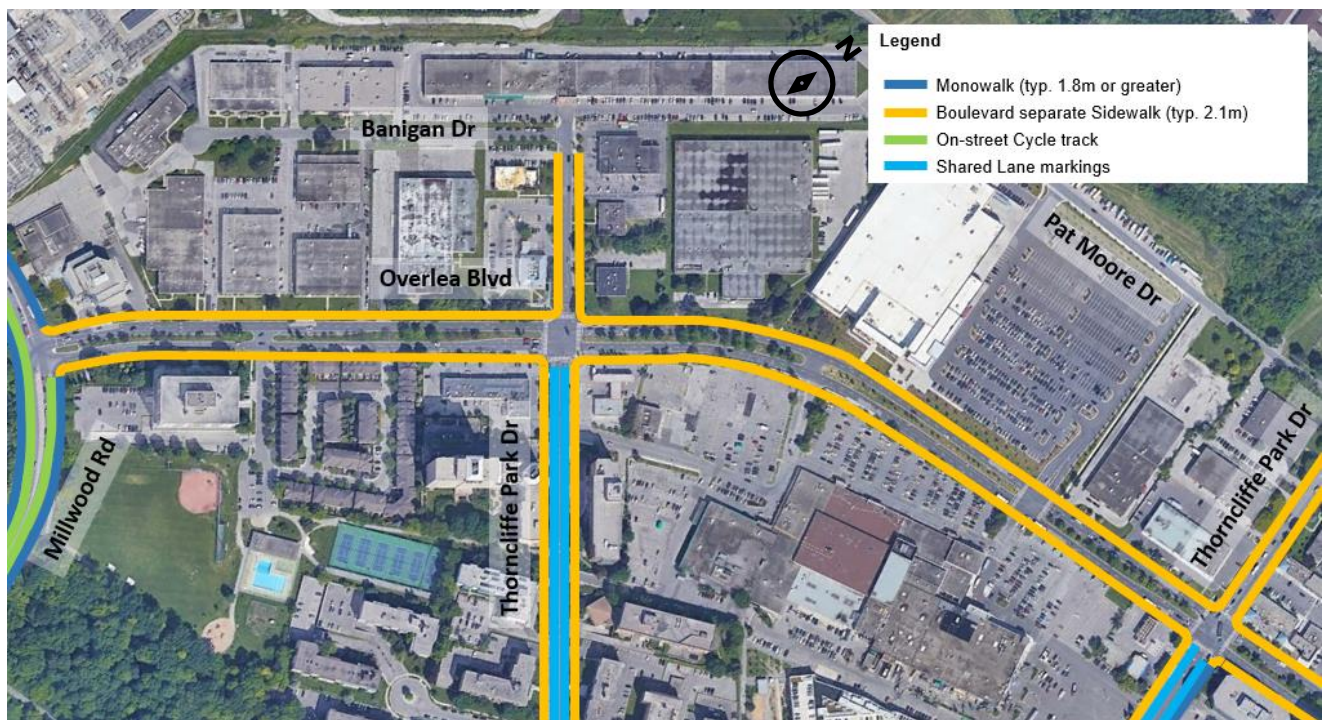 N
Legend
Monowalk (typ. 1.8m or greater)
Boulevard separate Sidewalk (typ. 2.1m)
On-street Cycle track
Shared Lane markings
Banigan Dr
Overlea Blvd
Pat Moore Dr
Thorncliffe Park Dr
Thorncliffe Park Dr
Millwood Rd